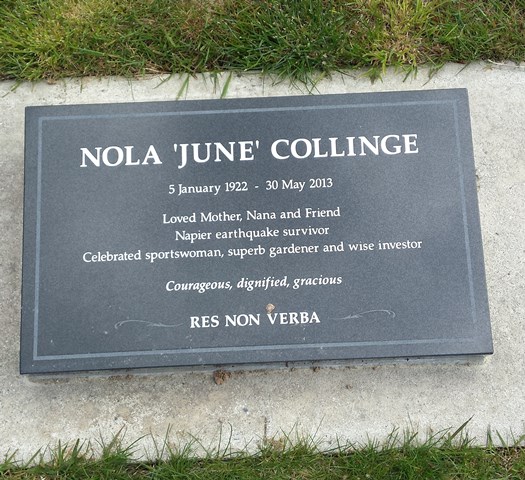 NOLA 'JUNE' COLLINGE
5 January 1922 - 30 May 2013
Loved Mother, Nana and Friend
Napier earthquake survivor
Celebrated sportswoman, superb gardener and wise investor
Courageous, dignified, gracious
RES NON VERBA